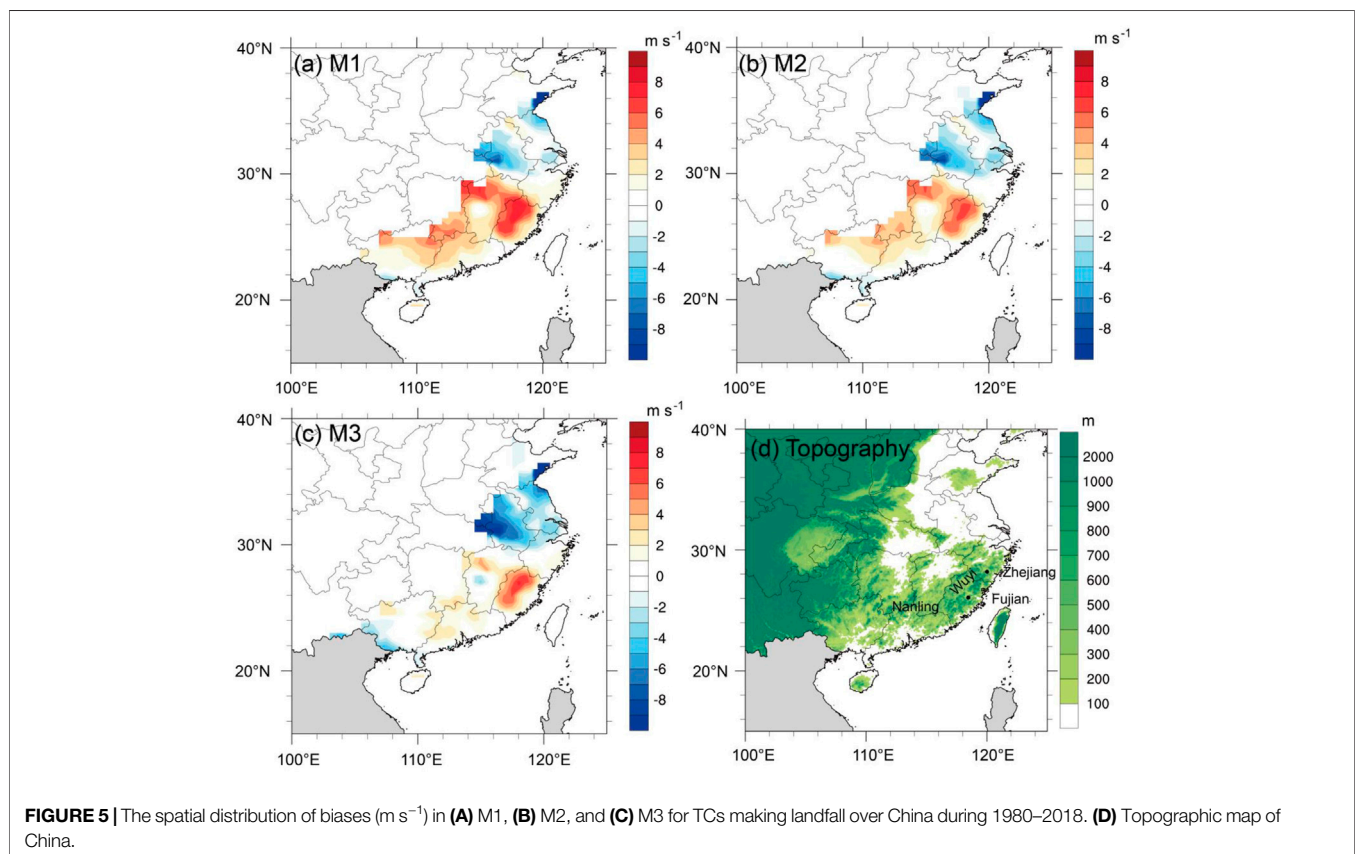 m s⁻¹
40°N
(a) M1
8
6
4
30°N
2
0
-2
-4
20°N
-6
-8
100°E 110°E 120°E
m s⁻¹
40°N
(b) M2
8
6
4
30°N
2
0
-2
-4
20°N
-6
-8
100°E 110°E 120°E
m s⁻¹
40°N
(c) M3
8
6
4
30°N
2
0
-2
-4
20°N
-6
-8
100°E 110°E 120°E
m
40°N
(d) Topography
2000
1000
900
800
30°N
700
600
500
400
300
200
100
Wuyi
Zhejiang
Nanling
Fujian
20°N
100°E 110°E 120°E
FIGURE 5 | The spatial distribution of biases (m s⁻¹) in (A) M1, (B) M2, and (C) M3 for TCs making landfall over China during 1980–2018. (D) Topographic map of
China.